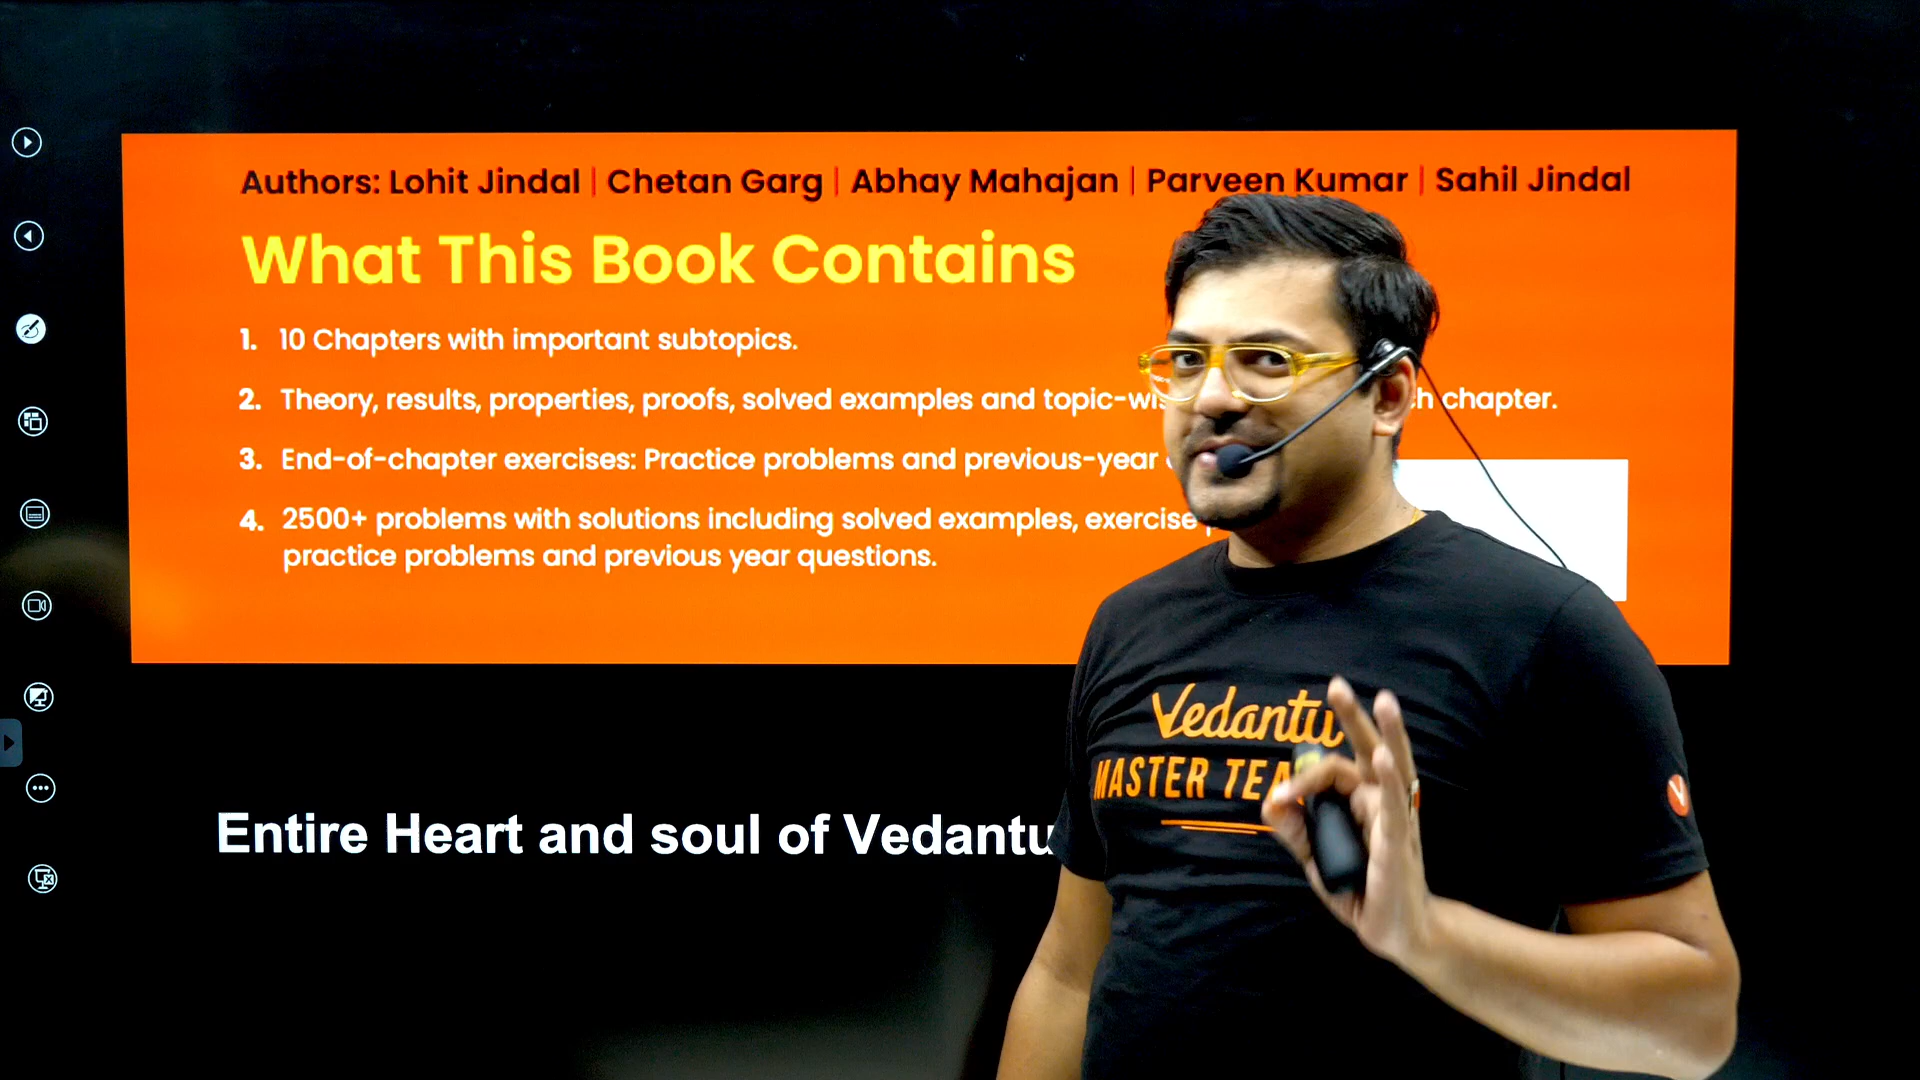 Authors: Lohit Jindal | Chetan Garg | Abhay Mahajan | Parveen Kumar | Sahil Jindal
What This Book Contains
1. 10 Chapters with important subtopics.
2. Theory, results, properties, proofs, solved examples and chapter.
3. End-of-chapter exercises: Practice problems and previous-year
4. 2500+ problems with solutions including solved examples, exercise
practice problems and previous year questions.
Vedantu
MASTER
V
Entire Heart and soul of Vedantu